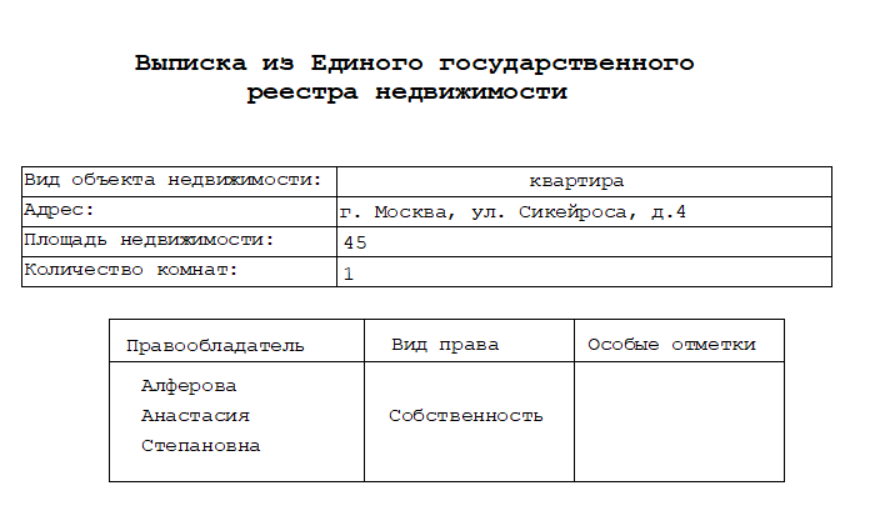 Выписка из Единого государственного
реестра недвижимости
Вид объекта недвижимости: квартира
Адрес: г. Москва, ул. Сикейроса, д.4
Площадь недвижимости: 45
Количество комнат: 1
Правообладатель Вид права Особые отметки
Алферова
Анастасия Собственность
Степановна